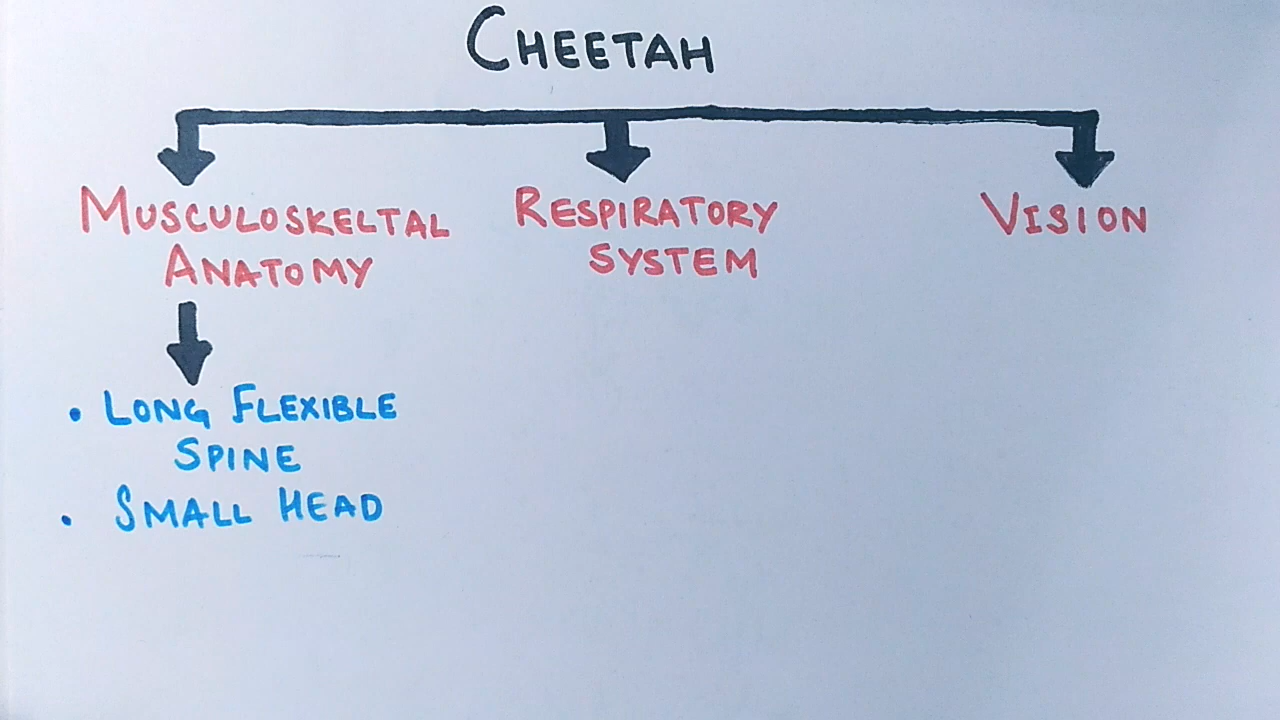 CHEETAH
MUSCULOSKELTAL
ANATOMY
RESPIRATORY
SYSTEM
VISION
• LONG FLEXIBLE
SPINE
• SMALL HEAD